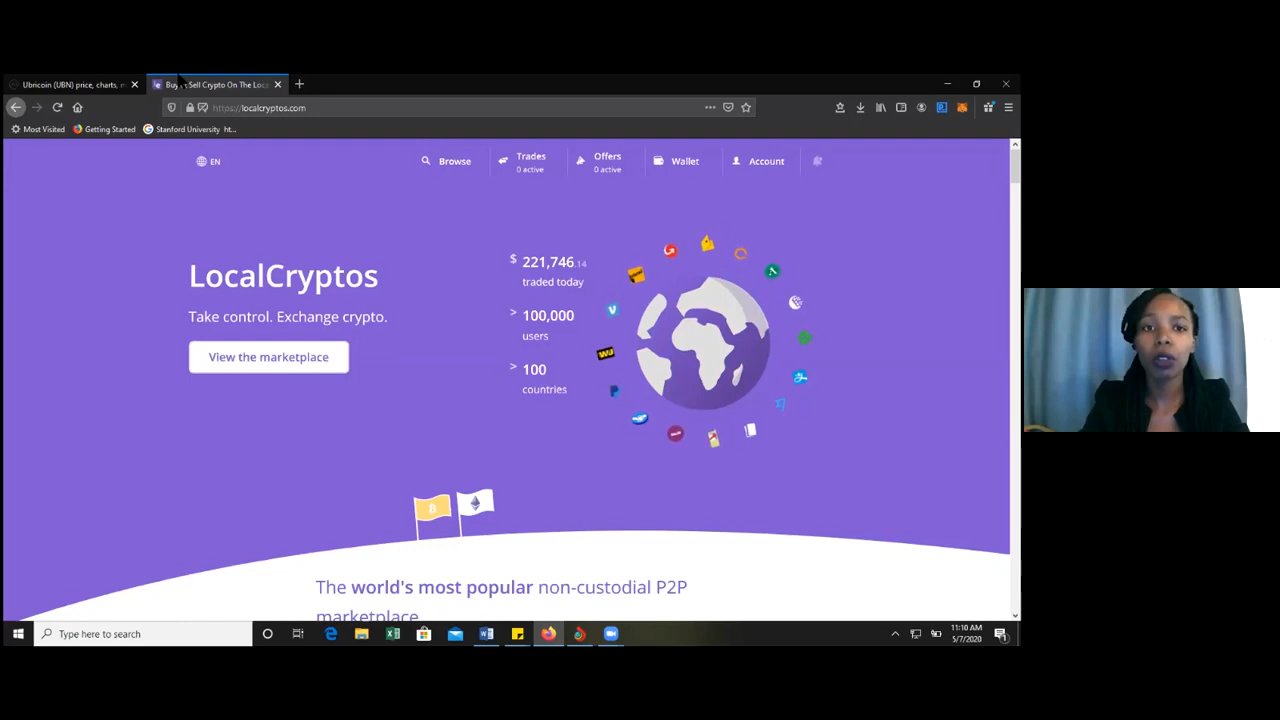 Ubricoin (UBN) price, charts, m
Buy & Sell Crypto On The Loc
https://localcryptos.com
Most Visited
Getting Started
Stanford University ht...
EN
Browse
Trades
0 active
Offers
0 active
Wallet
Account
LocalCryptos
Take control. Exchange crypto.
View the marketplace
$ 221,746.14
traded today
> 100,000
users
> 100
countries
The world's most popular non-custodial P2P
marketplace
Type here to search
11:10 AM
5/7/2020